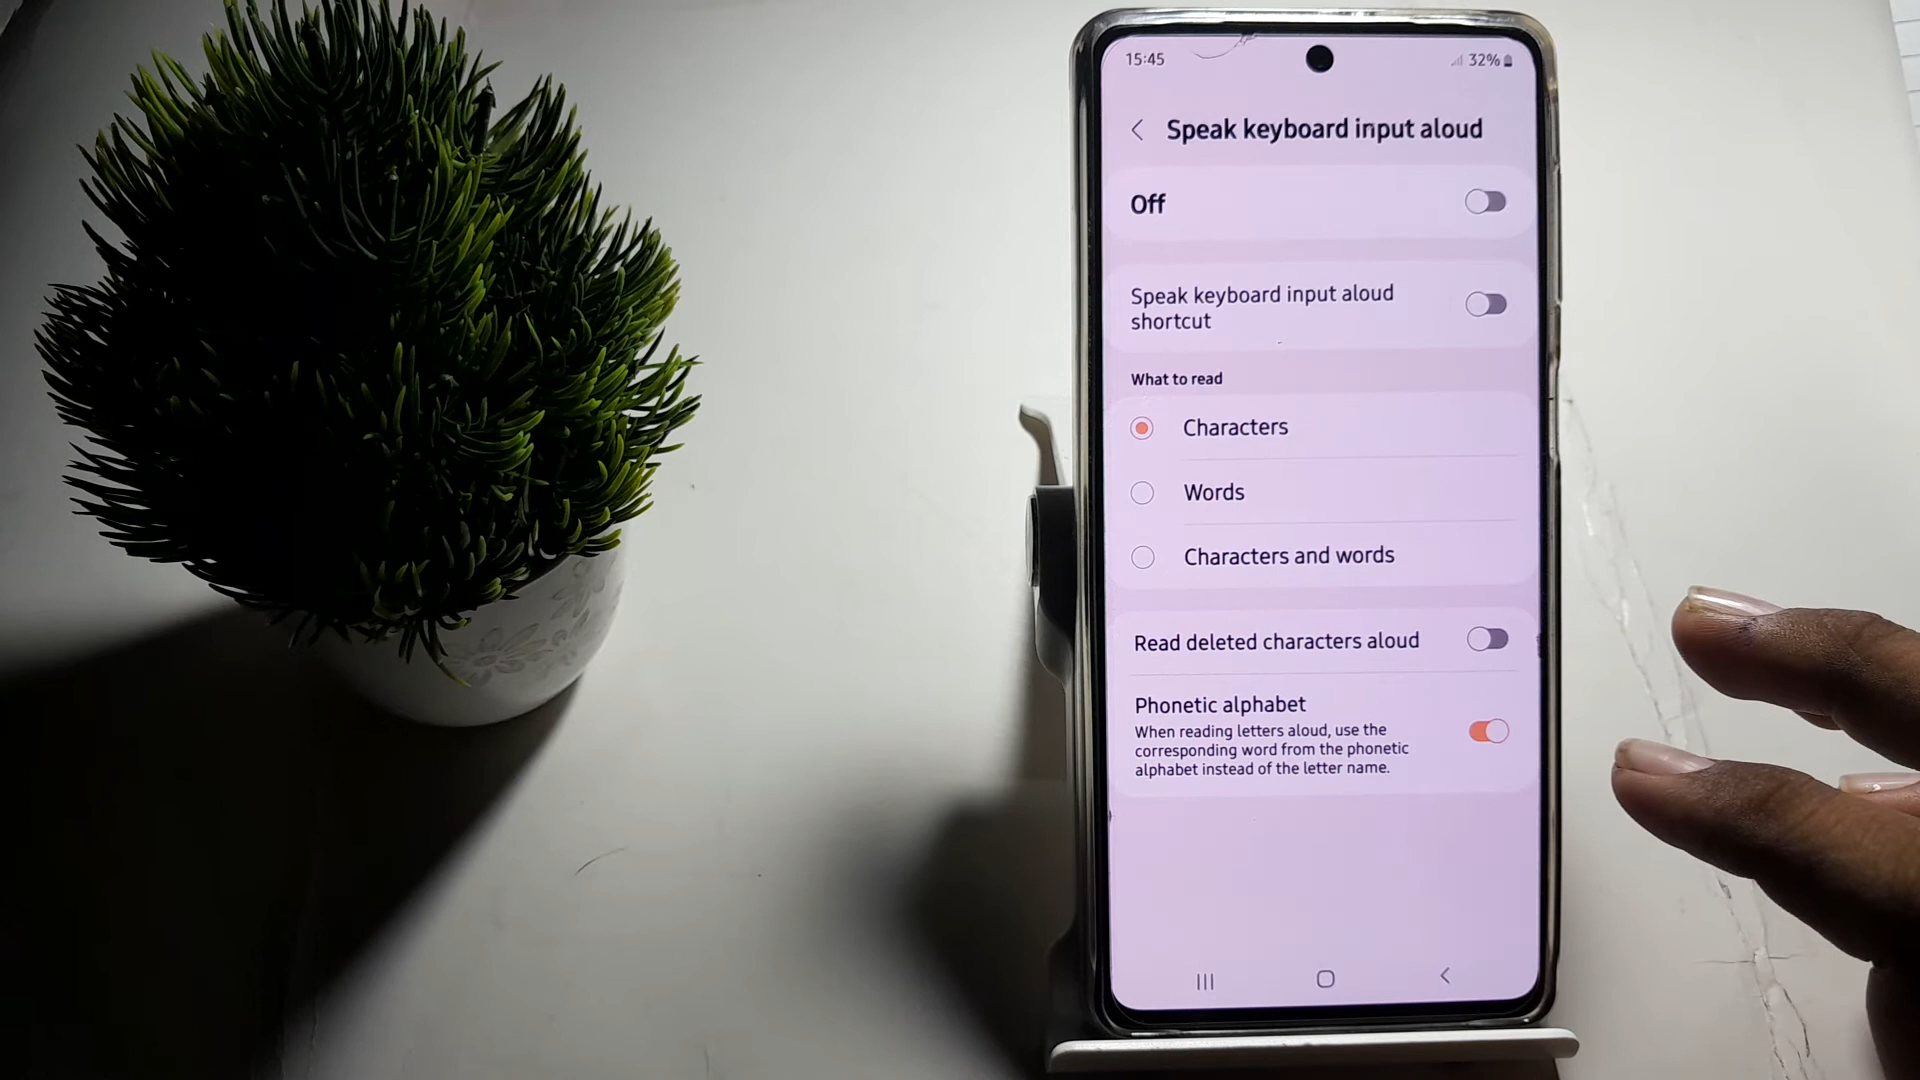 15:45
32%
Speak keyboard input aloud
Off
Speak keyboard input aloud
shortcut
What to read
Characters
Words
Characters and words
Read deleted characters aloud
Phonetic alphabet
When reading letters aloud, use the
corresponding word from the phonetic
alphabet instead of the letter name.